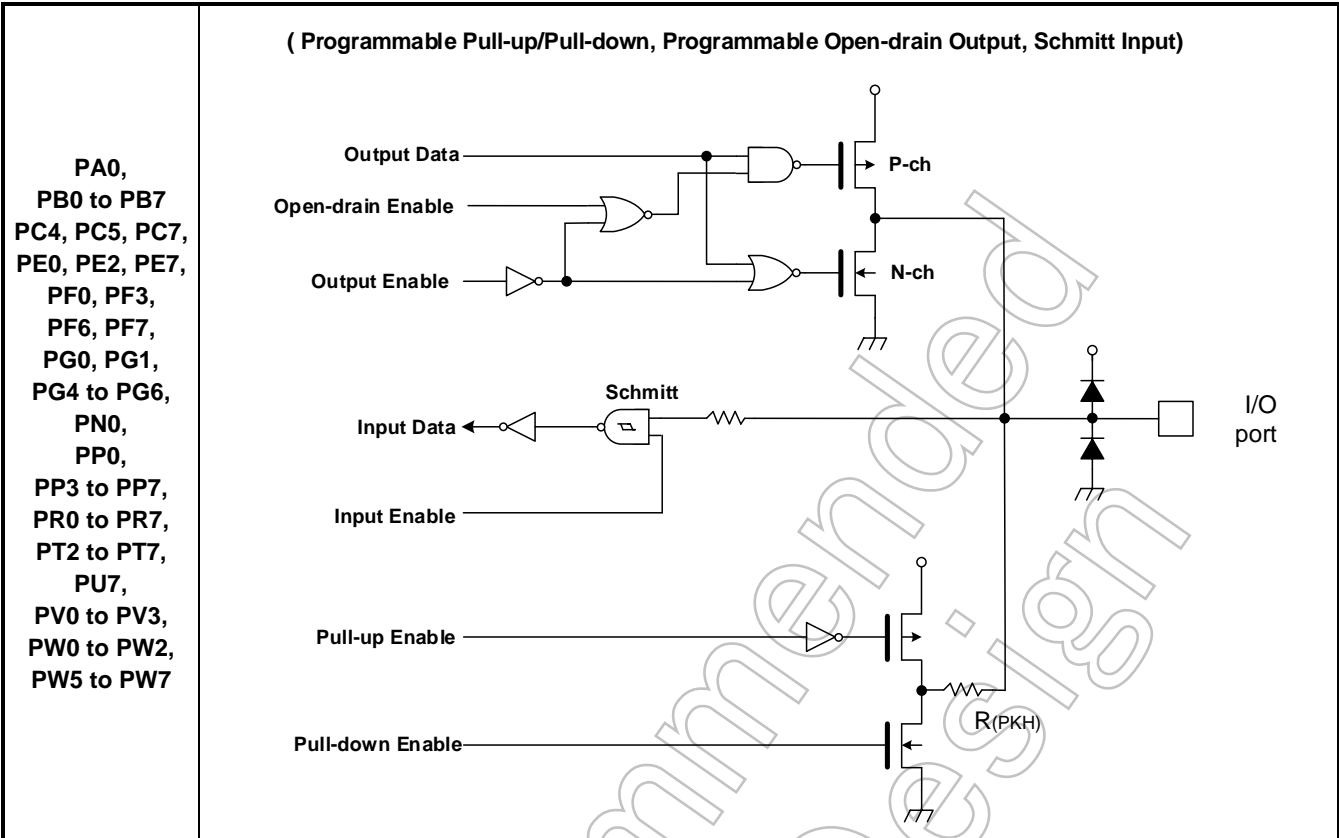 ( Programmable Pull-up/Pull-down, Programmable Open-drain Output, Schmitt Input)
PA0,
PB0 to PB7
PC4, PC5, PC7,
PE0, PE2, PE7,
PF0, PF3,
PF6, PF7,
PG0, PG1,
PG4 to PG6,
PN0,
PP0,
PP3 to PP7,
PR0 to PR7,
PT2 to PT7,
PU7,
PV0 to PV3,
PW0 to PW2,
PW5 to PW7
Output Data
P-ch
Open-drain Enable
Output Enable
N-ch
Schmitt
Input Data
I/O
port
Input Enable
Pull-up Enable
R(PKH)
Pull-down Enable
mmended
esign